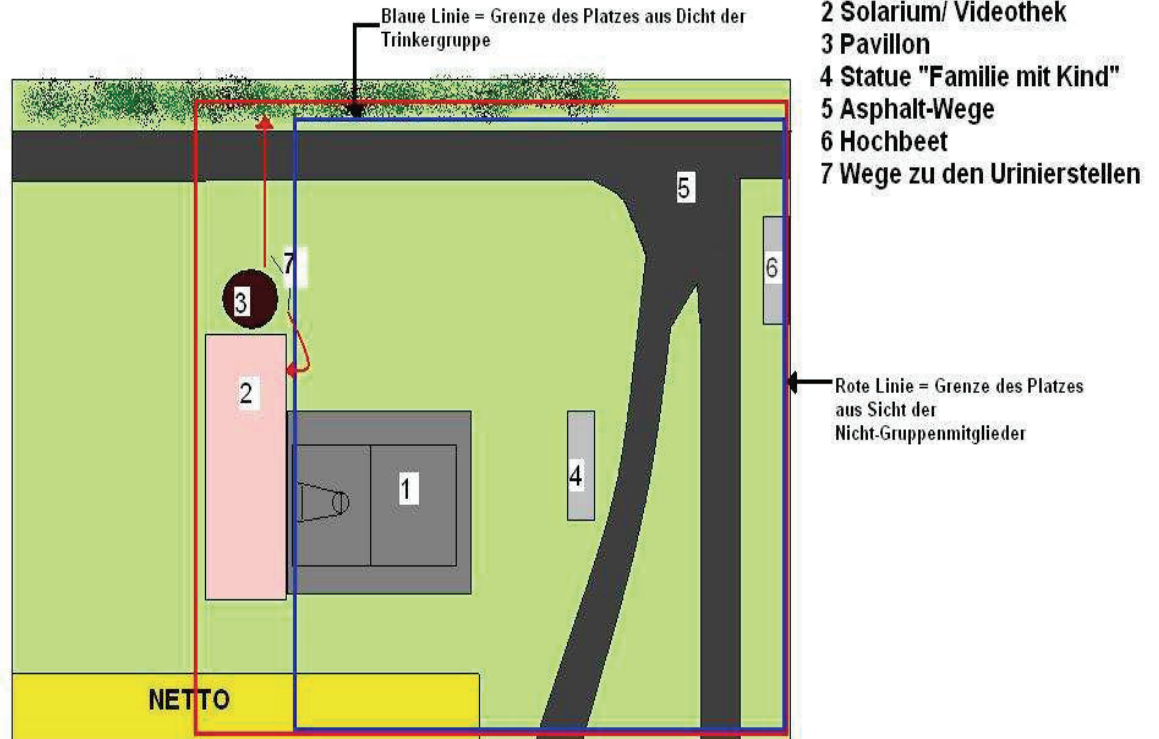 Blaue Linie = Grenze des Platzes aus Dicht der
Trinkergruppe
2 Solarium/ Videothek
3 Pavillon
4 Statue "Familie mit Kind"
5 Asphalt-Wege
6 Hochbeet
7 Wege zu den Urinierstellen
5
7
6
3
2
Rote Linie = Grenze des Platzes
aus Sicht der
Nicht-Gruppenmitglieder
4
1
NETTO